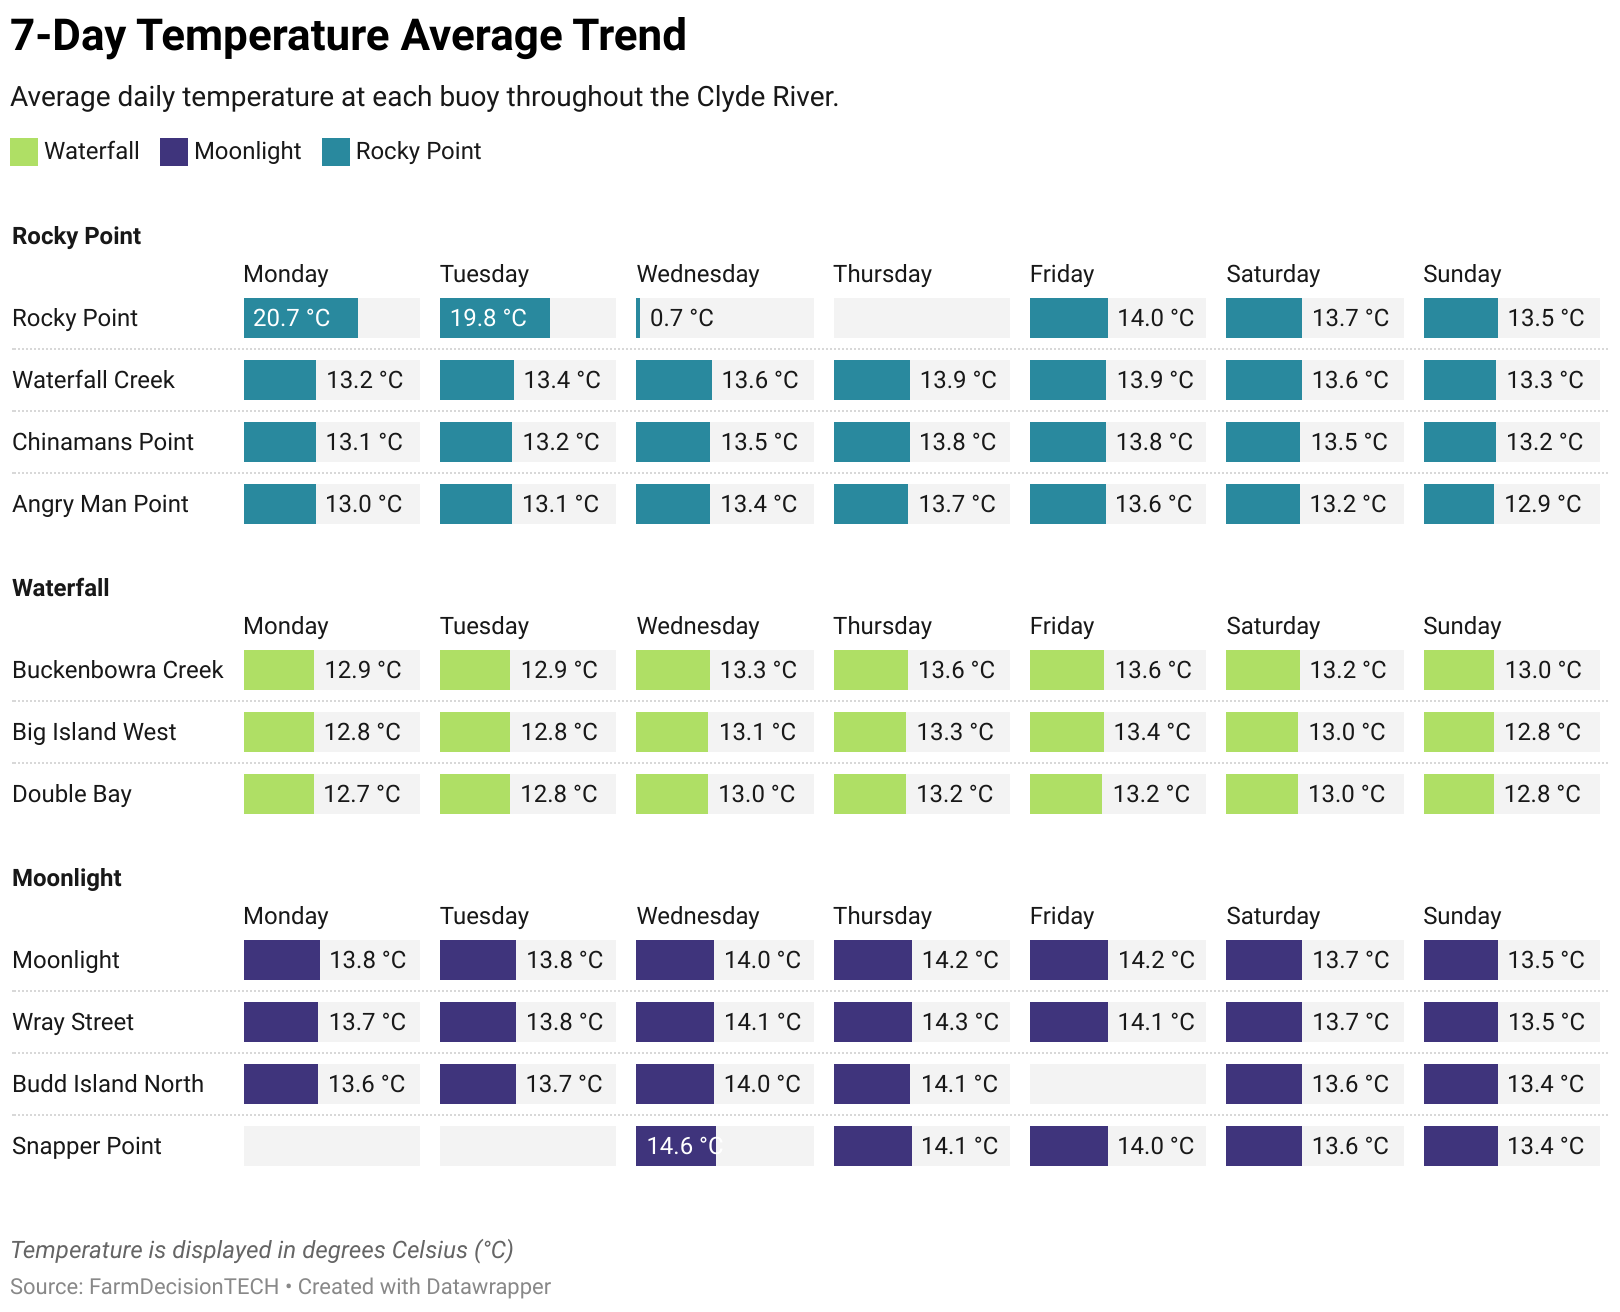 7-Day Temperature Average Trend
Average daily temperature at each buoy throughout the Clyde River.
Waterfall Moonlight Rocky Point
Rocky Point
Monday Tuesday Wednesday Thursday Friday Saturday Sunday
Rocky Point 20.7 °C 19.8 °C 0.7 °C 14.0 °C 13.7 °C 13.5 °C
Waterfall Creek 13.2 °C 13.4 °C 13.6 °C 13.9 °C 13.9 °C 13.6 °C 13.3 °C
Chinamans Point 13.1 °C 13.2 °C 13.5 °C 13.8 °C 13.8 °C 13.5 °C 13.2 °C
Angry Man Point 13.0 °C 13.1 °C 13.4 °C 13.7 °C 13.6 °C 13.2 °C 12.9 °C
Waterfall
Monday Tuesday Wednesday Thursday Friday Saturday Sunday
Buckenbowra Creek 12.9 °C 12.9 °C 13.3 °C 13.6 °C 13.6 °C 13.2 °C 13.0 °C
Big Island West 12.8 °C 12.8 °C 13.1 °C 13.3 °C 13.4 °C 13.0 °C 12.8 °C
Double Bay 12.7 °C 12.8 °C 13.0 °C 13.2 °C 13.2 °C 13.0 °C 12.8 °C
Moonlight
Monday Tuesday Wednesday Thursday Friday Saturday Sunday
Moonlight 13.8 °C 13.8 °C 14.0 °C 14.2 °C 14.2 °C 13.7 °C 13.5 °C
Wray Street 13.7 °C 13.8 °C 14.1 °C 14.3 °C 14.1 °C 13.7 °C 13.5 °C
Budd Island North 13.6 °C 13.7 °C 14.0 °C 14.1 °C 13.6 °C 13.4 °C
Snapper Point 14.6 °C 14.1 °C 14.0 °C 13.6 °C 13.4 °C
Temperature is displayed in degrees Celsius (°C)
Source: FarmDecisionTECH • Created with Datawrapper